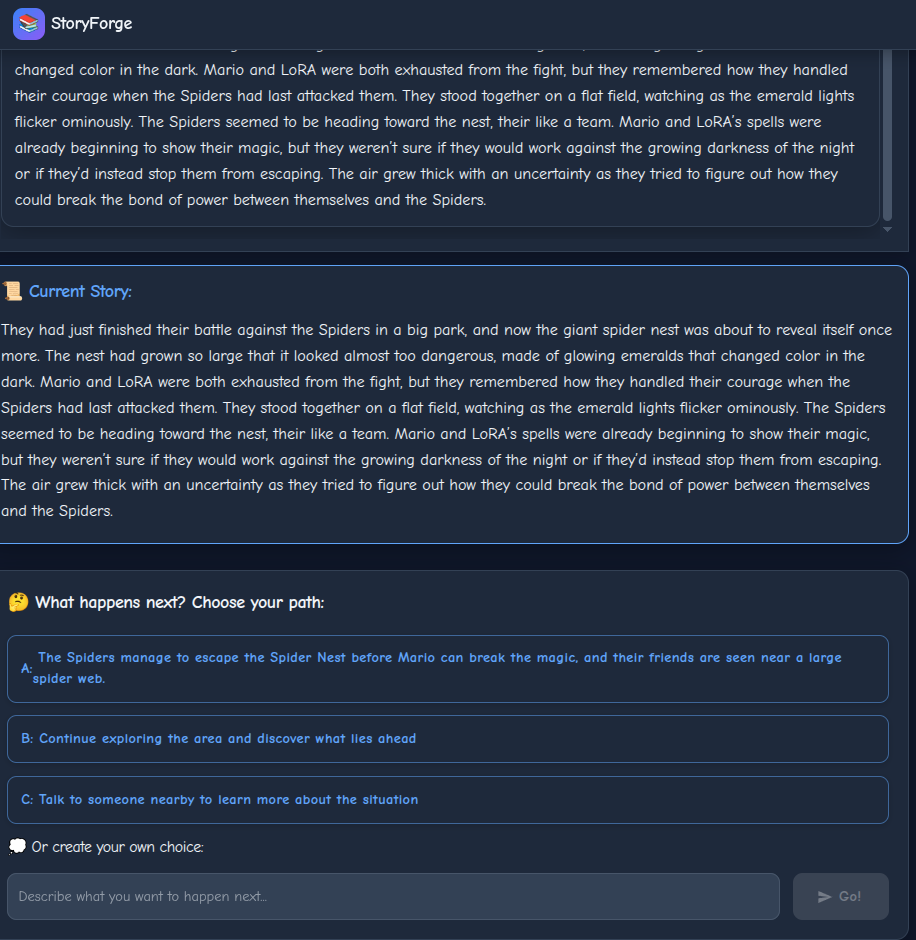 StoryForge
changed color in the dark. Mario and LoRA were both exhausted from the fight, but they remembered how they handled
their courage when the Spiders had last attacked them. They stood together on a flat field, watching as the emerald lights
flicker ominously. The Spiders seemed to be heading toward the nest, their like a team. Mario and LoRA's spells were
already beginning to show their magic, but they weren't sure if they would work against the growing darkness of the night
or if they'd instead stop them from escaping. The air grew thick with an uncertainty as they tried to figure out how they
could break the bond of power between themselves and the Spiders.
Current Story:
They had just finished their battle against the Spiders in a big park, and now the giant spider nest was about to reveal itself once
more. The nest had grown so large that it looked almost too dangerous, made of glowing emeralds that changed color in the
dark. Mario and LoRA were both exhausted from the fight, but they remembered how they handled their courage when the
Spiders had last attacked them. They stood together on a flat field, watching as the emerald lights flicker ominously. The Spiders
seemed to be heading toward the nest, their like a team. Mario and LoRA's spells were already beginning to show their magic,
but they weren't sure if they would work against the growing darkness of the night or if they'd instead stop them from escaping.
The air grew thick with an uncertainty as they tried to figure out how they could break the bond of power between themselves
and the Spiders.
What happens next? Choose your path:
A: The Spiders manage to escape the Spider Nest before Mario can break the magic, and their friends are seen near a large
spider web.
B: Continue exploring the area and discover what lies ahead
C: Talk to someone nearby to learn more about the situation
Or create your own choice:
Describe what you want to happen next...
Go!